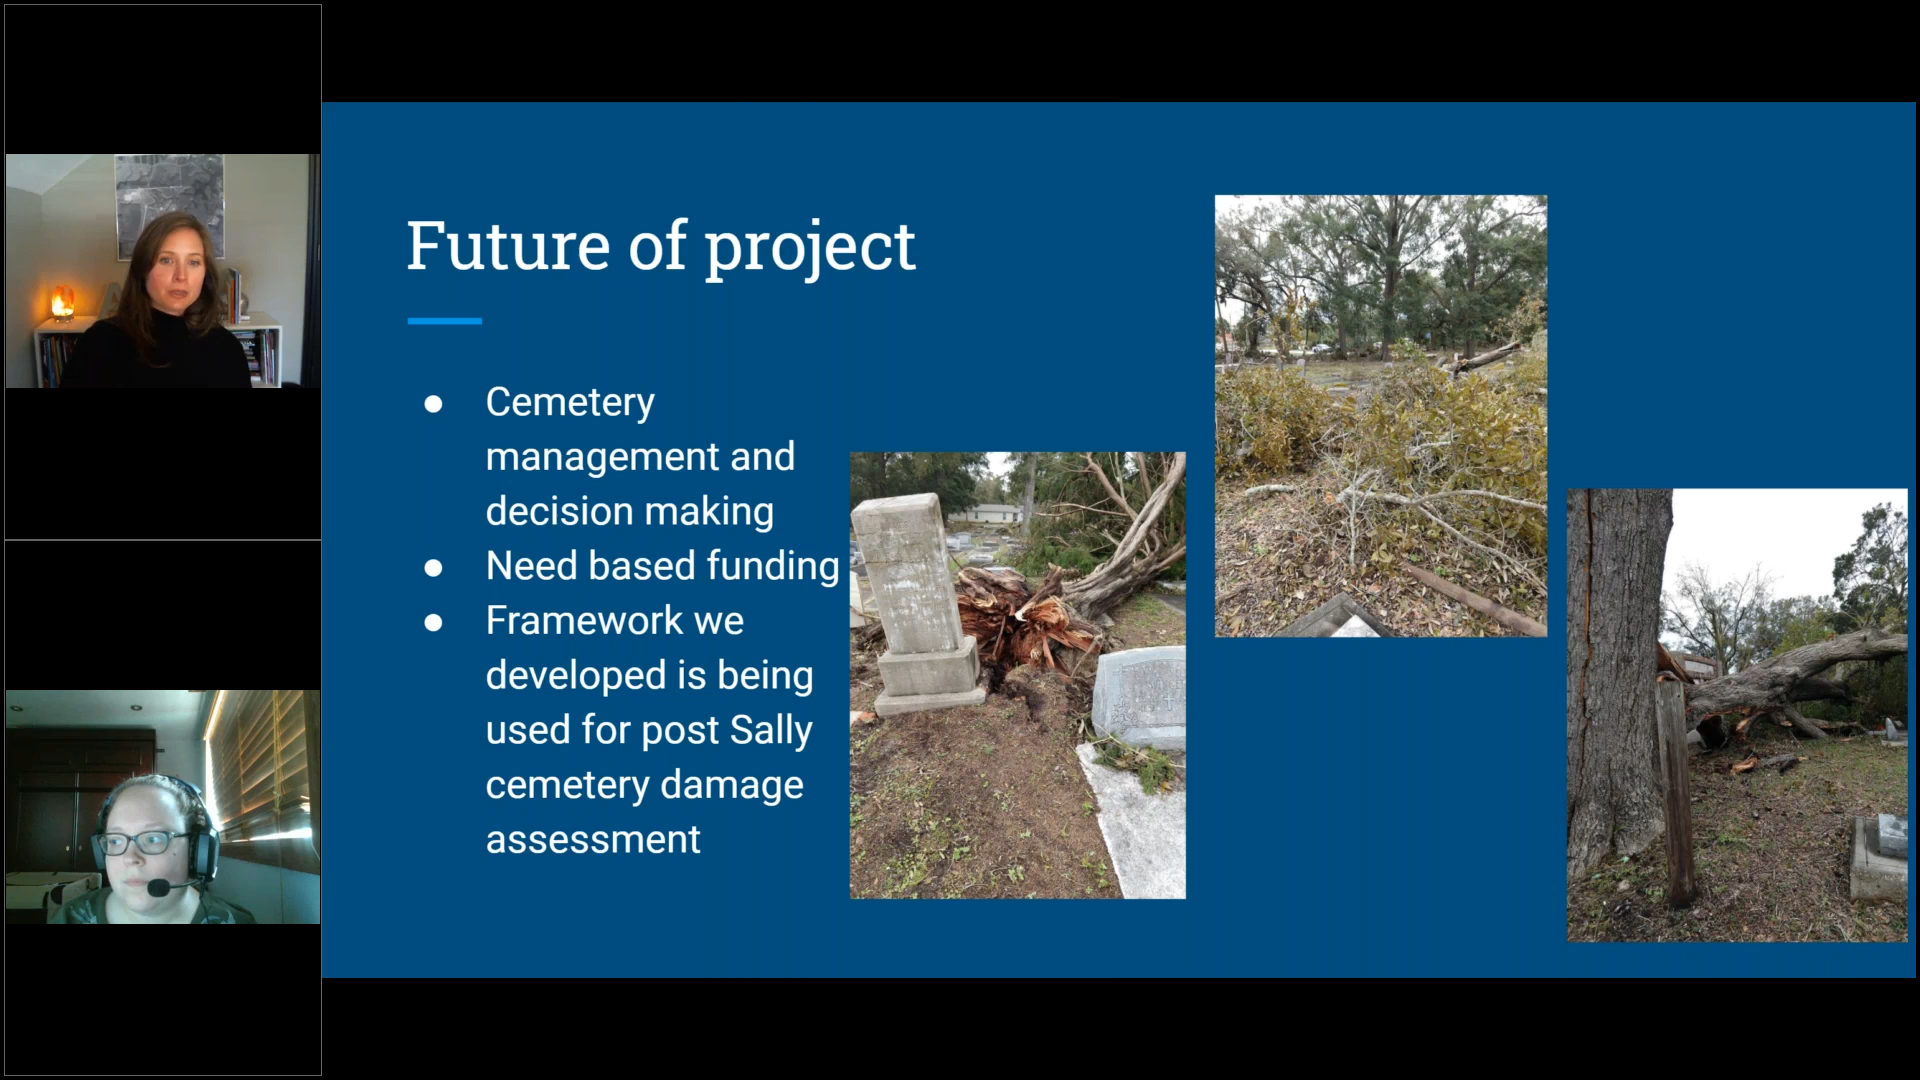 Future of project
● Cemetery
management and
decision making
● Need based funding
● Framework we
developed is being
used for post Sally
cemetery damage
assessment